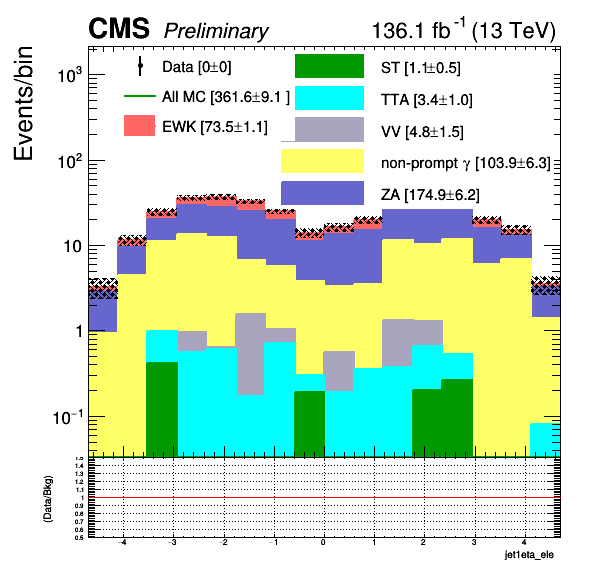 CMS Preliminary 136.1 fb⁻¹ (13 TeV)
Events/bin
10³
10²
10
1
10⁻¹
Data [0±0]
All MC [361.6±9.1 ]
EWK [73.5±1.1]
ST [1.1±0.5]
TTA [3.4±1.0]
VV [4.8±1.5]
non-prompt γ [103.9±6.3]
ZA [174.9±6.2]
(Data/Bkg)
1.5
1.4
1.3
1.2
1.1
1
0.9
0.8
0.7
0.6
0.5
−4 −3 −2 −1 0 1 2 3 4
jet1eta_ele